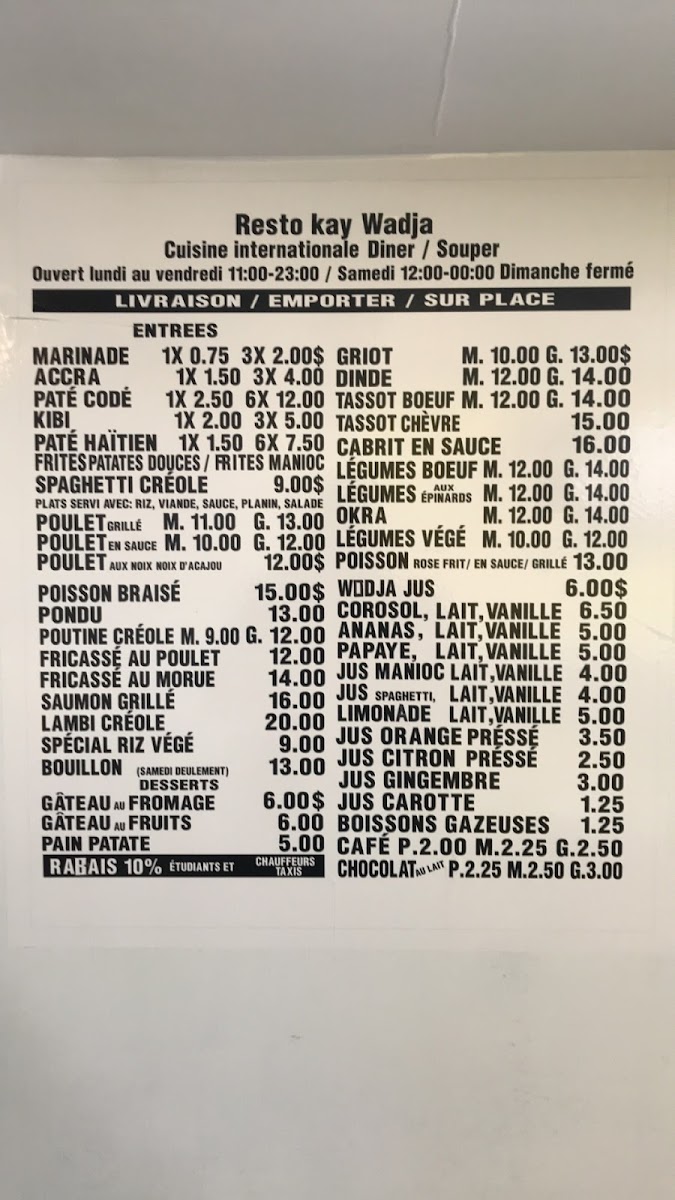 Resto kay Wadja
Cuisine internationale Diner / Souper
Ouvert lundi au vendredi 11:00-23:00 / Samedi 12:00-00:00 Dimanche fermé
LIVRAISON / EMPORTER / SUR PLACE
ENTREES
MARINADE 1X 0.75 3X 2.00$
ACCRA 1X 1.50 3X 4.00
PATÉ CODÉ 1X 2.50 6X 12.00
KIBI 1X 2.00 3X 5.00
PATÉ HAÏTIEN 1X 1.50 6X 7.50
FRITES PATATES DOUCES / FRITES MANIOC
SPAGHETTI CRÉOLE 9.00$
PLATS SERVI AVEC: RIZ, VIANDE, SAUCE, PLANIN, SALADE
POULET GRILLÉ M. 11.00 G. 13.00
POULET EN SAUCE M. 10.00 G. 12.00
POULET AUX NOIX NOIX D'ACAJOU 12.00$
POISSON BRAISÉ 15.00$
PONDU 13.00
POUTINE CRÉOLE M. 9.00 G. 12.00
FRICASSÉ AU POULET 12.00
FRICASSÉ AU MORUE 14.00
SAUMON GRILLÉ 16.00
LAMBI CRÉOLE 20.00
SPÉCIAL RIZ VÉGÉ 9.00
BOUILLON (SAMEDI DEULEMENT) 13.00
DESSERTS
GÂTEAU AU FROMAGE 6.00$
GÂTEAU AU FRUITS 6.00
PAIN PATATE 5.00
RABAIS 10% ÉTUDIANTS ET CHAUFFEURS TAXIS
GRIOT M. 10.00 G. 13.00$
DINDE M. 12.00 G. 14.00
TASSOT BOEUF M. 12.00 G. 14.00
TASSOT CHÈVRE 15.00
CABRIT EN SAUCE 16.00
LÉGUMES BOEUF M. 12.00 G. 14.00
LÉGUMES AUX ÉPINARDS M. 12.00 G. 14.00
OKRA M. 12.00 G. 14.00
LÉGUMES VÉGÉ M. 10.00 G. 12.00
POISSON ROSE FRIT/ EN SAUCE/ GRILLÉ 13.00
W▯DJA JUS 6.00$
COROSOL, LAIT,VANILLE 6.50
ANANAS, LAIT,VANILLE 5.00
PAPAYE, LAIT,VANILLE 5.00
JUS MANIOC LAIT,VANILLE 4.00
JUS SPAGHETTI, LAIT,VANILLE 4.00
LIMONADE LAIT,VANILLE 5.00
JUS ORANGE PRÉSSÉ 3.50
JUS CITRON PRÉSSÉ 2.50
JUS GINGEMBRE 3.00
JUS CAROTTE 1.25
BOISSONS GAZEUSES 1.25
CAFÉ P.2.00 M.2.25 G.2.50
CHOCOLAT AU LAIT P.2.25 M.2.50 G.3.00